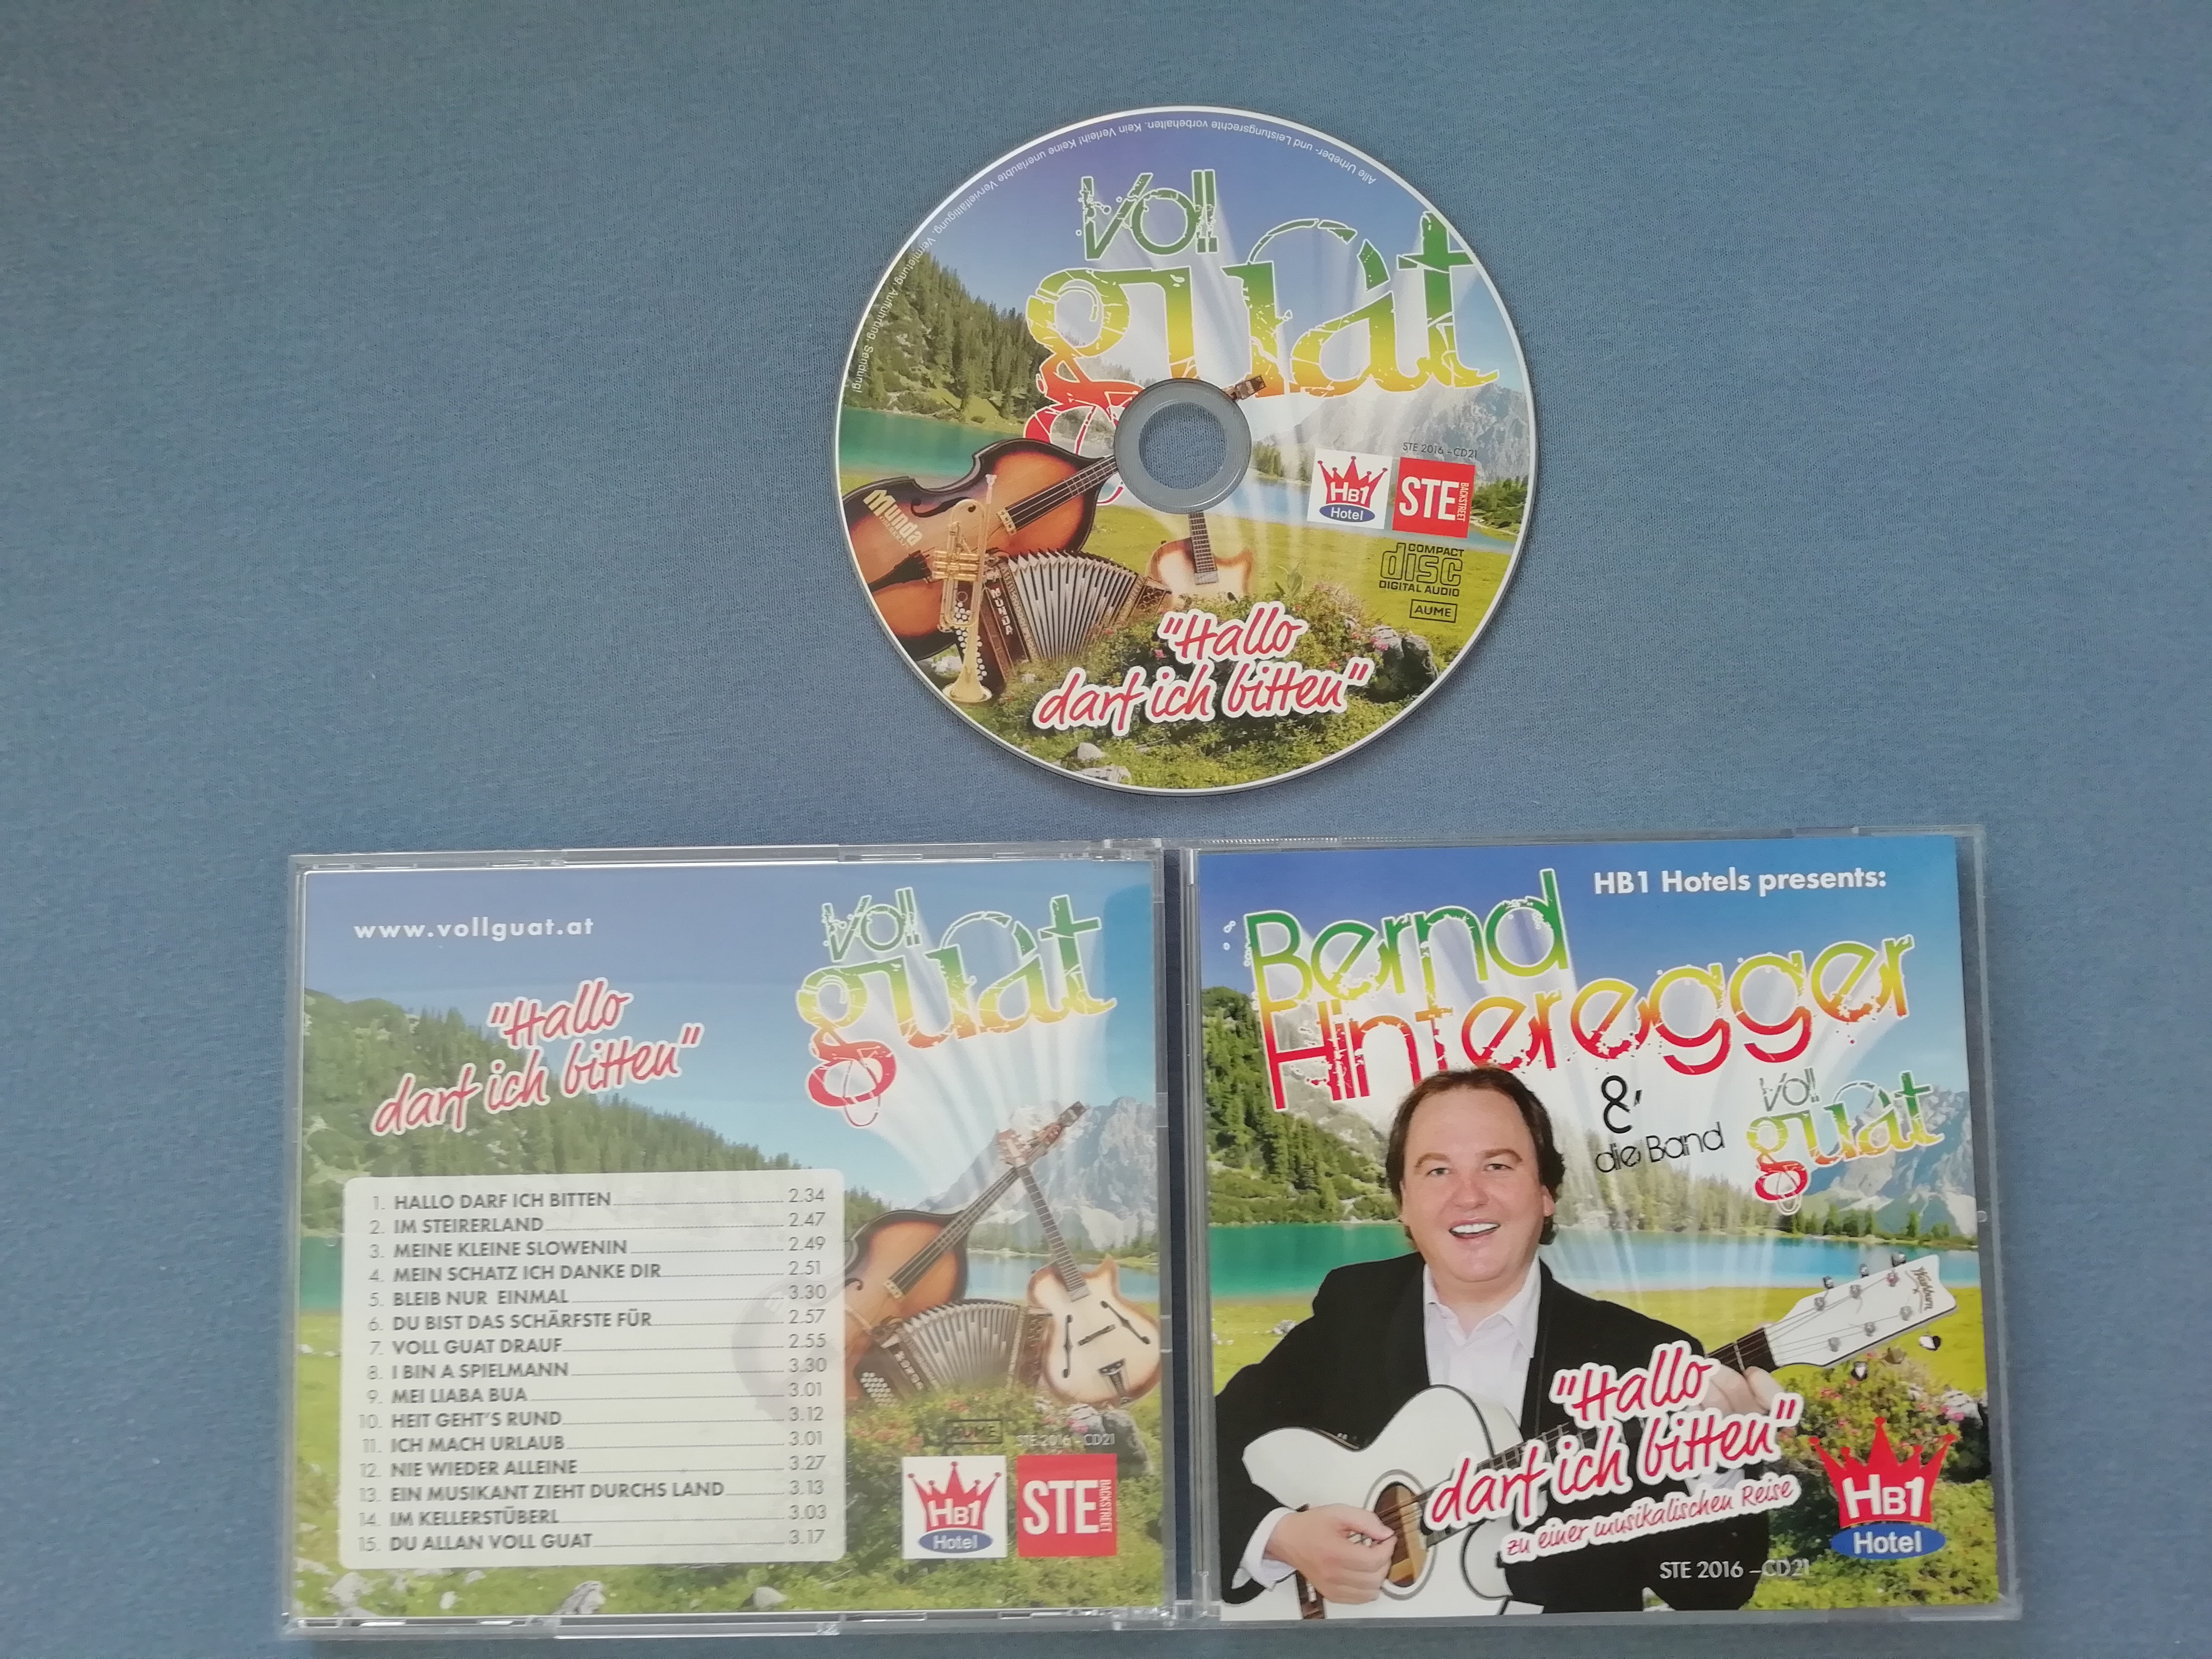 Alle Urheber- und Leistungsrechte vorbehalten. Kein Verleih! Keine unerlaubte Vervielfältigung, Vermietung, Aufführung, Sendung!
Voll
guat
STE 2016 -CD21
HB1
Hotel
STE
BACKSTREET
Munda
MUNDA
COMPACT
disc
DIGITAL AUDIO
AUME
"Hallo
darf ich bitten"
www.vollguat.at
Voll
guat
"Hallo
darf ich bitten"
1. HALLO DARF ICH BITTEN 2.34
2. IM STEIRERLAND 2.47
3. MEINE KLEINE SLOWENIN 2.49
4. MEIN SCHATZ ICH DANKE DIR 2.51
5. BLEIB NUR EINMAL 3.30
6. DU BIST DAS SCHÄRFSTE FÜR 2.57
7. VOLL GUAT DRAUF 2.55
8. I BIN A SPIELMANN 3.30
9. MEI LIABA BUA 3.01
10. HEIT GEHT'S RUND 3.12
11. ICH MACH URLAUB 3.01
12. NIE WIEDER ALLEINE 3.27
13. EIN MUSIKANT ZIEHT DURCHS LAND 3.13
14. IM KELLERSTÜBERL 3.03
15. DU ALLAN VOLL GUAT 3.17
AUME
STE 2016 - CD21
HB1
Hotel
STE
BACKSTREET
HB1 Hotels presents:
Bernd
Hinteregger
&
die Band
Voll
guat
Washburn
"Hallo
darf ich bitten"
zu einer musikalischen Reise
HB1
Hotel
STE 2016 -CD21